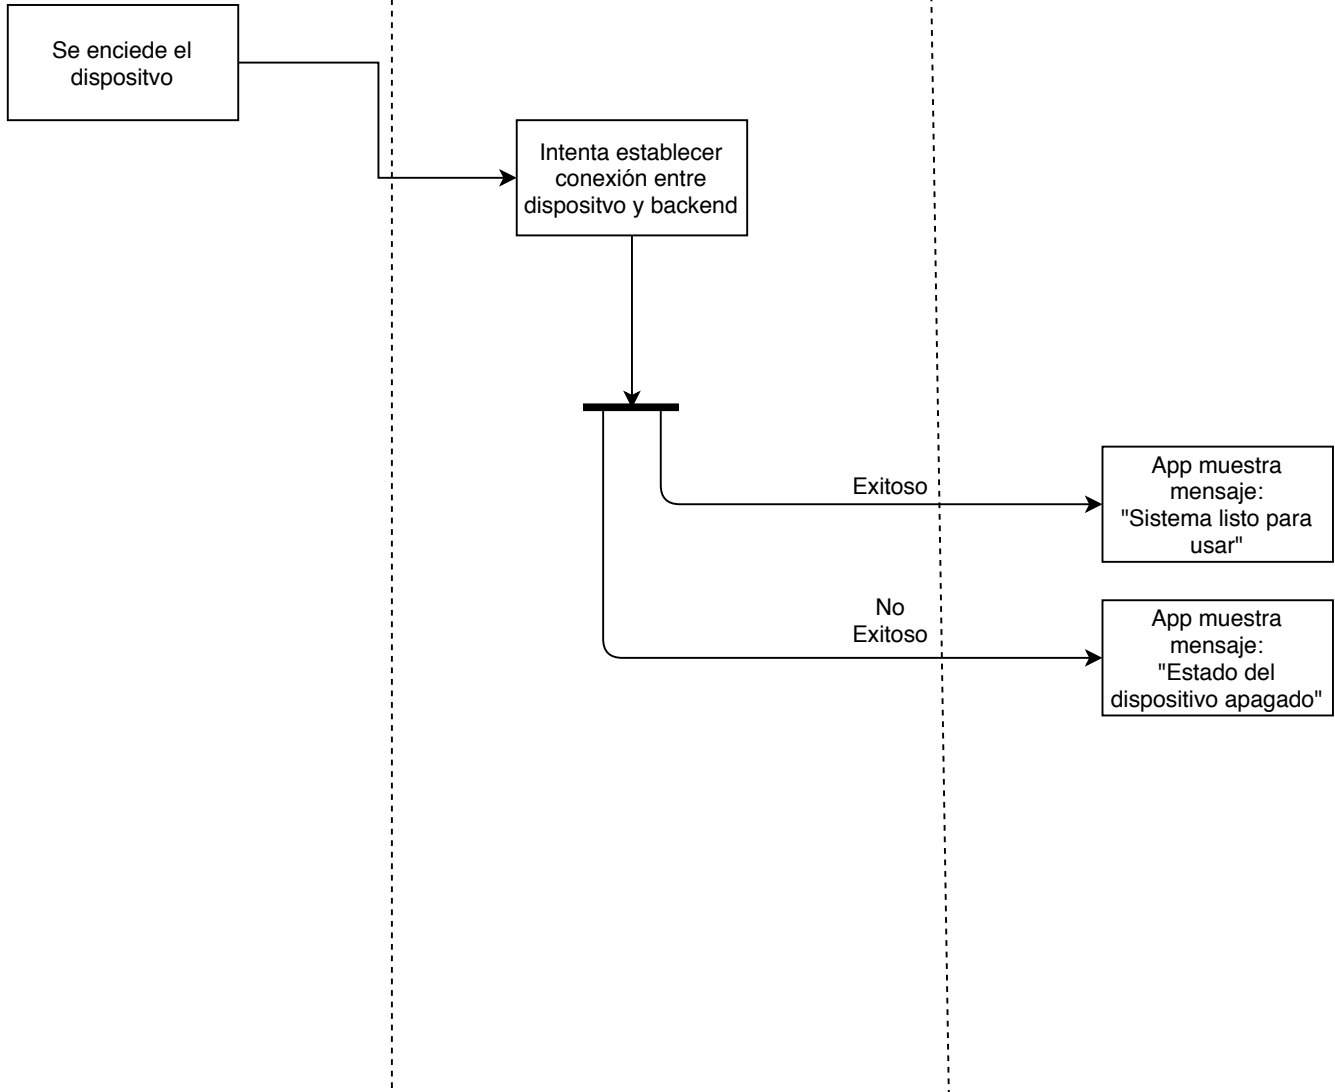 Se enciede el
dispositvo
Intenta establecer
conexión entre
dispositvo y backend
Exitoso
App muestra
mensaje:
"Sistema listo para
usar"
No
Exitoso
App muestra
mensaje:
"Estado del
dispositivo apagado"